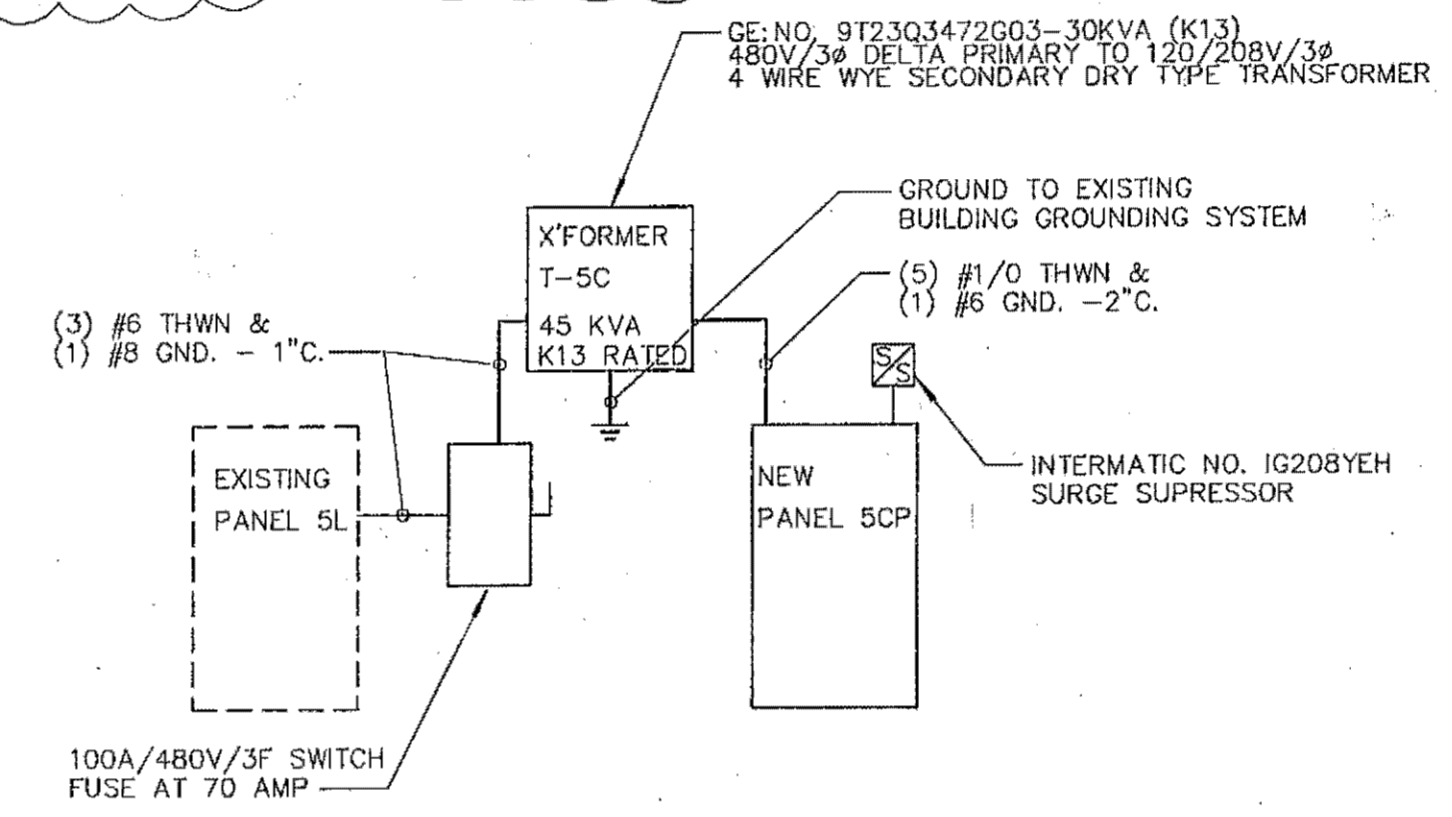 GE: NO. 9T23Q3472G03-30KVA (K13)
480V/3ø DELTA PRIMARY TO 120/208V/3ø
4 WIRE WYE SECONDARY DRY TYPE TRANSFORMER
GROUND TO EXISTING
BUILDING GROUNDING SYSTEM
X'FORMER
T-5C
45 KVA
K13 RATED
(5) #1/0 THWN &
(1) #6 GND. -2"C.
(3) #6 THWN &
(1) #8 GND. - 1"C.
S/S
EXISTING
PANEL 5L
NEW
PANEL 5CP
INTERMATIC NO. IG208YEH
SURGE SUPRESSOR
100A/480V/3F SWITCH
FUSE AT 70 AMP